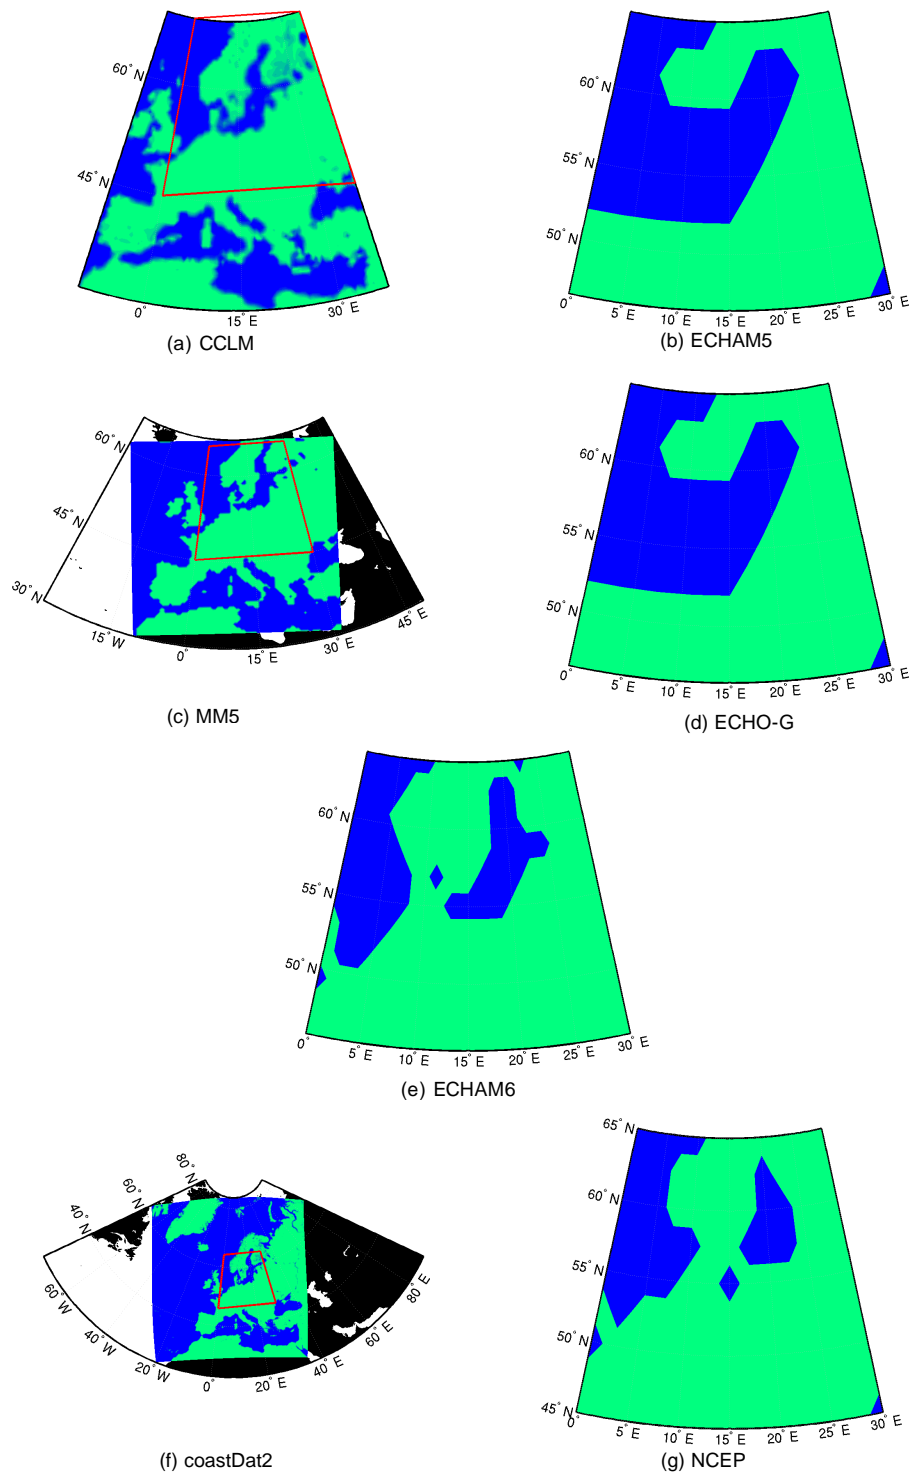 60° N
45° N
0°
15° E
30° E
(a) CCLM
60° N
55° N
50° N
0°
5° E
10° E
15° E
20° E
25° E
30° E
(b) ECHAM5
60° N
45° N
30° N
15° W
0°
15° E
30° E
45° E
(c) MM5
60° N
55° N
50° N
0°
5° E
10° E
15° E
20° E
25° E
30° E
(d) ECHO-G
60° N
55° N
50° N
0°
5° E
10° E
15° E
20° E
25° E
30° E
(e) ECHAM6
80° N
60° N
40° N
60° W
40° W
20° W
0°
20° E
40° E
60° E
80° E
(f) coastDat2
65° N
60° N
55° N
50° N
45° N
0°
5° E
10° E
15° E
20° E
25° E
30° E
(g) NCEP